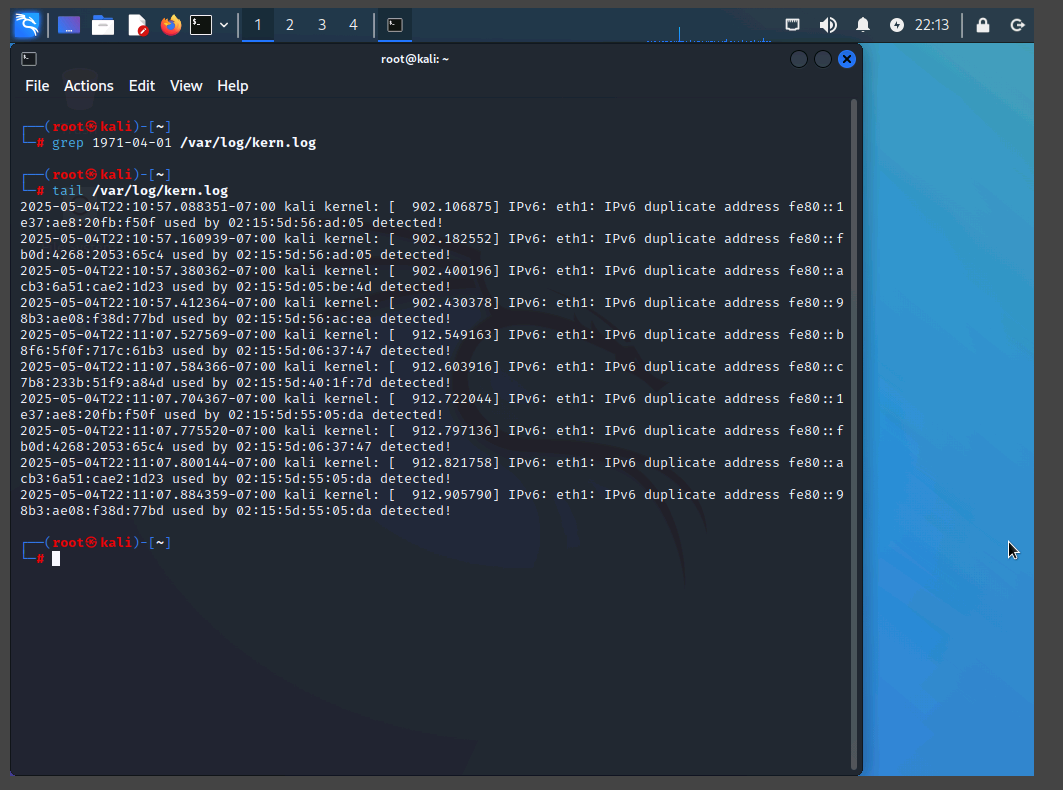 1 2 3 4 22:13
root@kali: ~
File Actions Edit View Help
┌──(root㉿kali)-[~]
└─# grep 1971-04-01 /var/log/kern.log
┌──(root㉿kali)-[~]
└─# tail /var/log/kern.log
2025-05-04T22:10:57.088351-07:00 kali kernel: [  902.106875] IPv6: eth1: IPv6 duplicate address fe80::1
e37:ae8:20fb:f50f used by 02:15:5d:56:ad:05 detected!
2025-05-04T22:10:57.160939-07:00 kali kernel: [  902.182552] IPv6: eth1: IPv6 duplicate address fe80::f
b0d:4268:2053:65c4 used by 02:15:5d:56:ad:05 detected!
2025-05-04T22:10:57.380362-07:00 kali kernel: [  902.400196] IPv6: eth1: IPv6 duplicate address fe80::a
cb3:6a51:cae2:1d23 used by 02:15:5d:05:be:4d detected!
2025-05-04T22:10:57.412364-07:00 kali kernel: [  902.430378] IPv6: eth1: IPv6 duplicate address fe80::9
8b3:ae08:f38d:77bd used by 02:15:5d:56:ac:ea detected!
2025-05-04T22:11:07.527569-07:00 kali kernel: [  912.549163] IPv6: eth1: IPv6 duplicate address fe80::b
8f6:5f0f:717c:61b3 used by 02:15:5d:06:37:47 detected!
2025-05-04T22:11:07.584366-07:00 kali kernel: [  912.603916] IPv6: eth1: IPv6 duplicate address fe80::c
7b8:233b:51f9:a84d used by 02:15:5d:40:1f:7d detected!
2025-05-04T22:11:07.704367-07:00 kali kernel: [  912.722044] IPv6: eth1: IPv6 duplicate address fe80::1
e37:ae8:20fb:f50f used by 02:15:5d:55:05:da detected!
2025-05-04T22:11:07.775520-07:00 kali kernel: [  912.797136] IPv6: eth1: IPv6 duplicate address fe80::f
b0d:4268:2053:65c4 used by 02:15:5d:06:37:47 detected!
2025-05-04T22:11:07.800144-07:00 kali kernel: [  912.821758] IPv6: eth1: IPv6 duplicate address fe80::a
cb3:6a51:cae2:1d23 used by 02:15:5d:55:05:da detected!
2025-05-04T22:11:07.884359-07:00 kali kernel: [  912.905790] IPv6: eth1: IPv6 duplicate address fe80::9
8b3:ae08:f38d:77bd used by 02:15:5d:55:05:da detected!
┌──(root㉿kali)-[~]
└─#